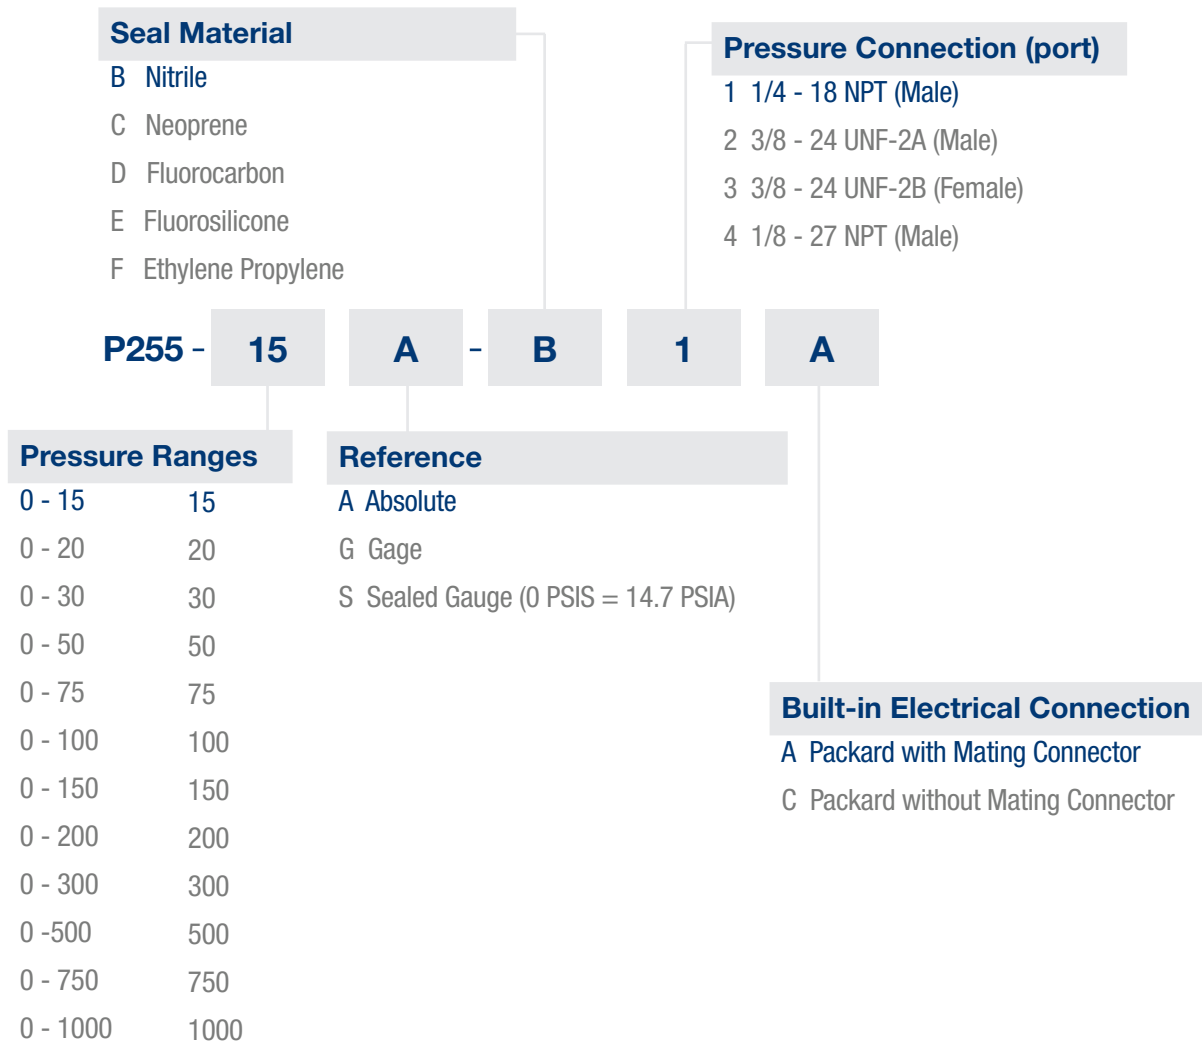 Seal Material
B Nitrile
C Neoprene
D Fluorocarbon
E Fluorosilicone
F Ethylene Propylene
Pressure Connection (port)
1 1/4 - 18 NPT (Male)
2 3/8 - 24 UNF-2A (Male)
3 3/8 - 24 UNF-2B (Female)
4 1/8 - 27 NPT (Male)
P255 - 15 A - B 1 A
Pressure Ranges
0 - 15 15
0 - 20 20
0 - 30 30
0 - 50 50
0 - 75 75
0 - 100 100
0 - 150 150
0 - 200 200
0 - 300 300
0 -500 500
0 - 750 750
0 - 1000 1000
Reference
A Absolute
G Gage
S Sealed Gauge (0 PSIS = 14.7 PSIA)
Built-in Electrical Connection
A Packard with Mating Connector
C Packard without Mating Connector